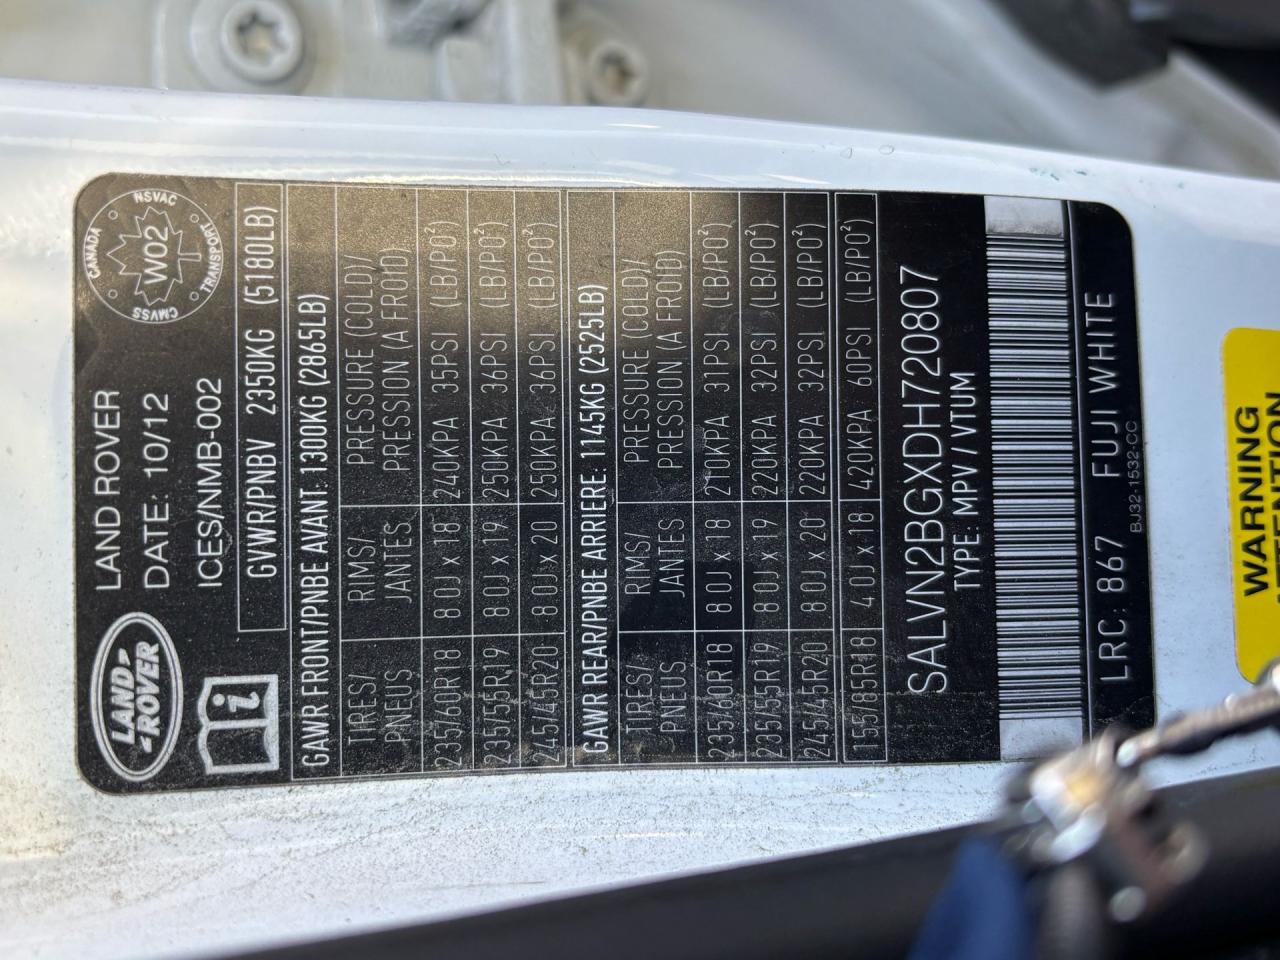 LAND ROVER
NSVAC
CANADA
W02
TRANSPORT
CMVSS
LAND ROVER
DATE: 10/12
ICES/NMB-002
i
GVWR/PNBV 2350KG (5180LB)
GAWR FRONT/PNBE AVANT: 1300KG (2865LB)
TIRES/ RIMS/ PRESSURE (COLD)/
PNEUS JANTES PRESSION (A FROID)
235/60R18 8 0J x 18 240KPA 35PSI (LB/PO²)
235/55R19 8 0J x 19 250KPA 36PSI (LB/PO²)
245/45R20 8 0J x 20 250KPA 36PSI (LB/PO²)
GAWR REAR/PNBE ARRIERE: 1145KG (2525LB)
TIRES/ RIMS/ PRESSURE (COLD)/
PNEUS JANTES PRESSION (A FROID)
235/60R18 8 0J x 18 210KPA 31PSI (LB/PO²)
235/55R19 8 0J x 19 220KPA 32PSI (LB/PO²)
245/45R20 8 0J x 20 220KPA 32PSI (LB/PO²)
155/85R18 4 0J x 18 420KPA 60PSI (LB/PO²)
SALVN2BGXDH720807
TYPE: MPV / VTUM
LRC: 867 FUJI WHITE
BJ32-1532-CC
WARNING
ATTENTION